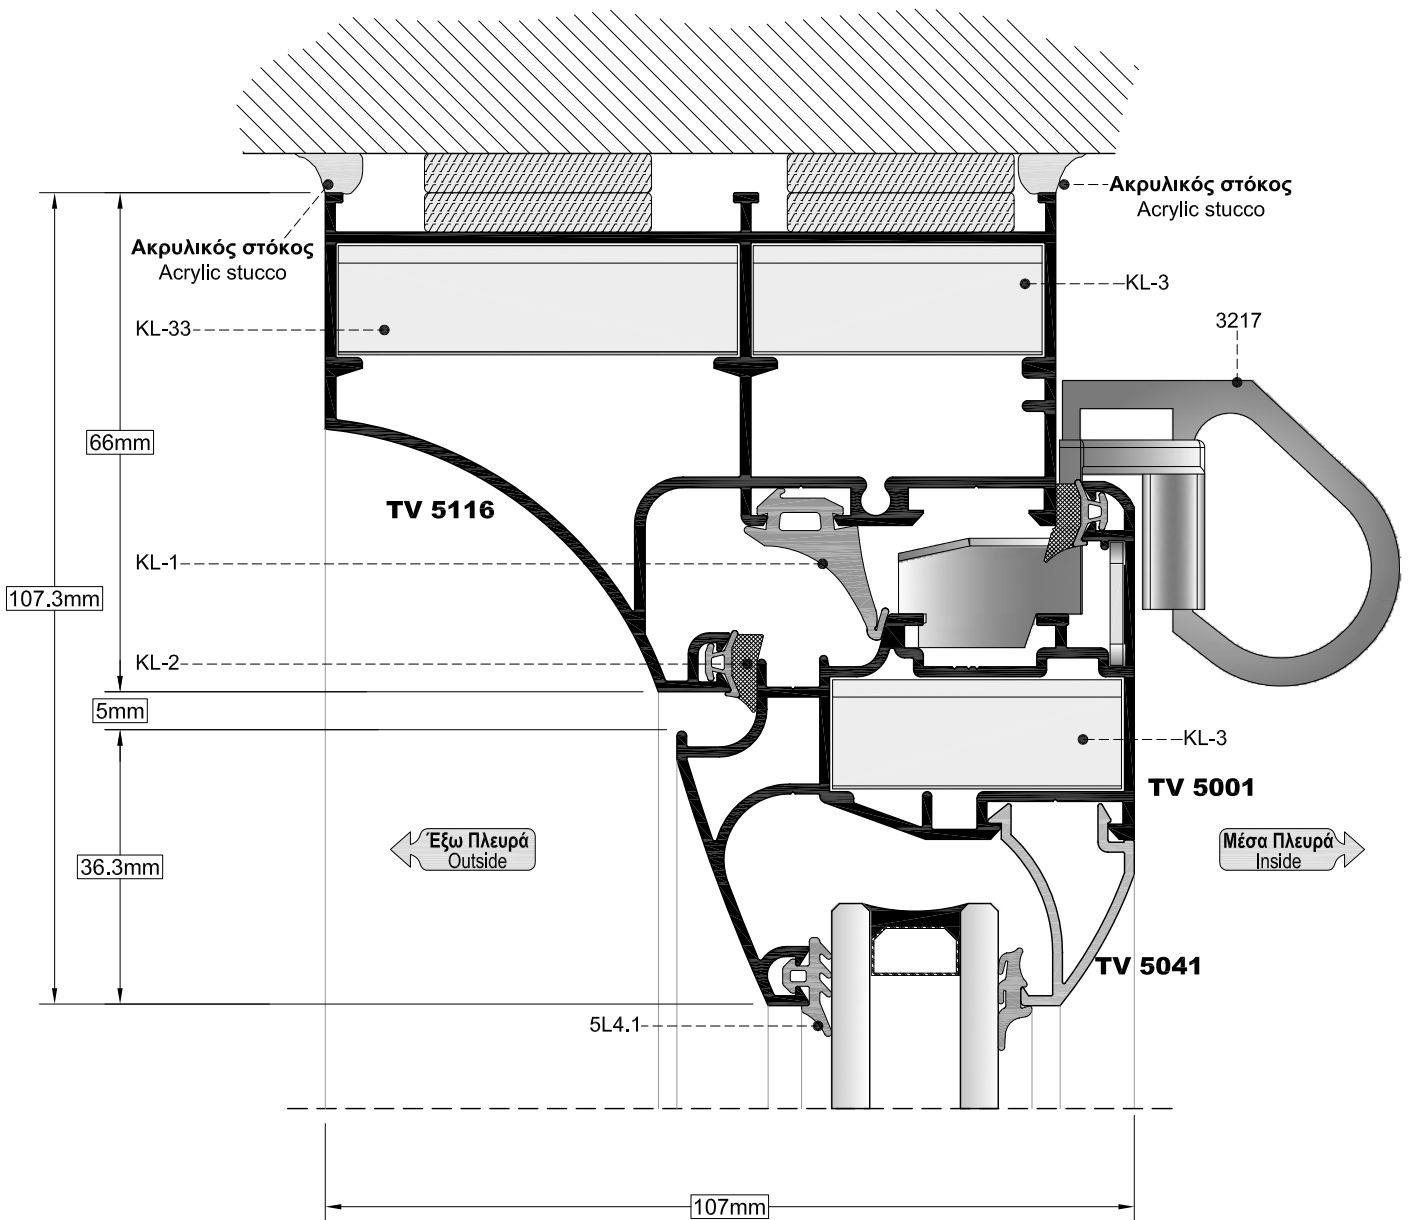 Ακρυλικός στόκος
Acrylic stucco
Ακρυλικός στόκος
Acrylic stucco
KL-3
KL-33
3217
66mm
TV 5116
KL-1
107.3mm
KL-2
5mm
KL-3
TV 5001
Έξω Πλευρά
Outside
Μέσα Πλευρά
Inside
36.3mm
TV 5041
5L4.1
107mm